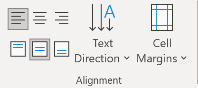 A
Text
Direction
Cell
Margins
Alignment